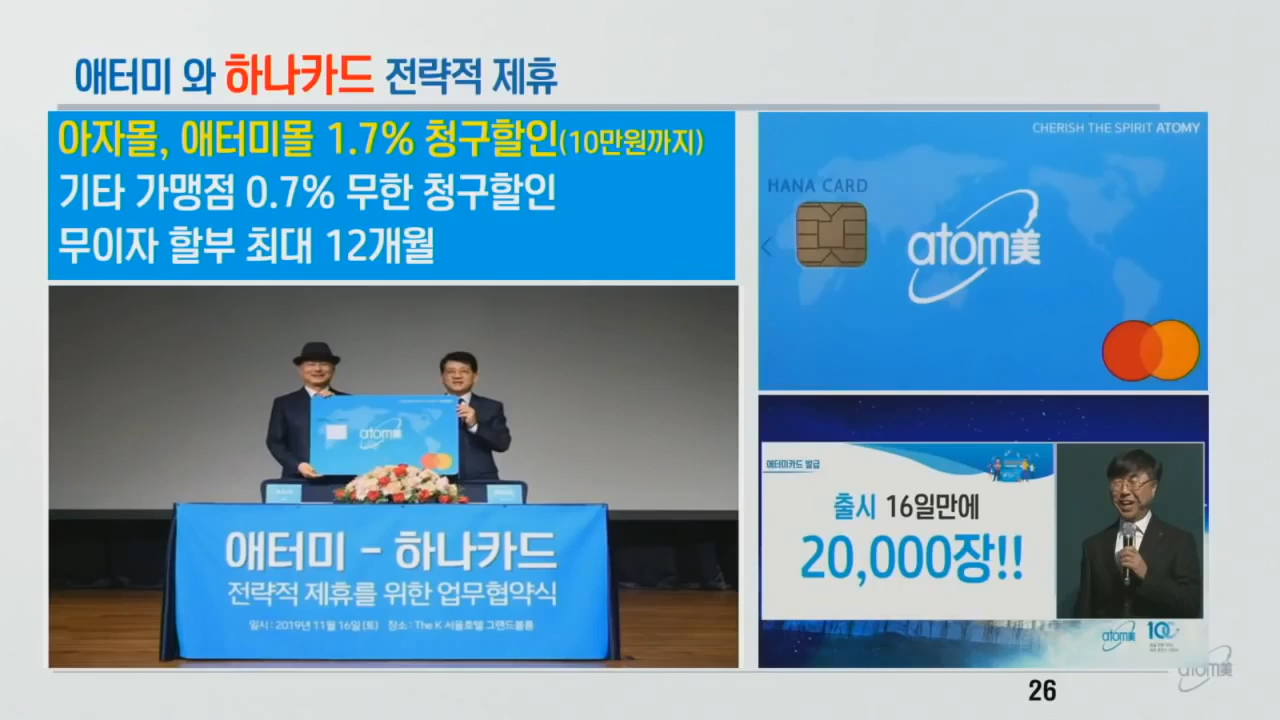 애터미 와 하나카드 전략적 제휴
아자몰, 애터미몰 1.7% 청구할인(10만원까지)
기타 가맹점 0.7% 무한 청구할인
무이자 할부 최대 12개월
CHERISH THE SPIRIT ATOMY
HANA CARD
atom美
atom美
애터미 - 하나카드
전략적 제휴를 위한 업무협약식
일시 : 2019년 11월 16일(토) 장소 : The K 서울호텔 그랜드볼룸
애터미카드 발급
출시 16일만에
20,000장!!
atom美
atom美
26